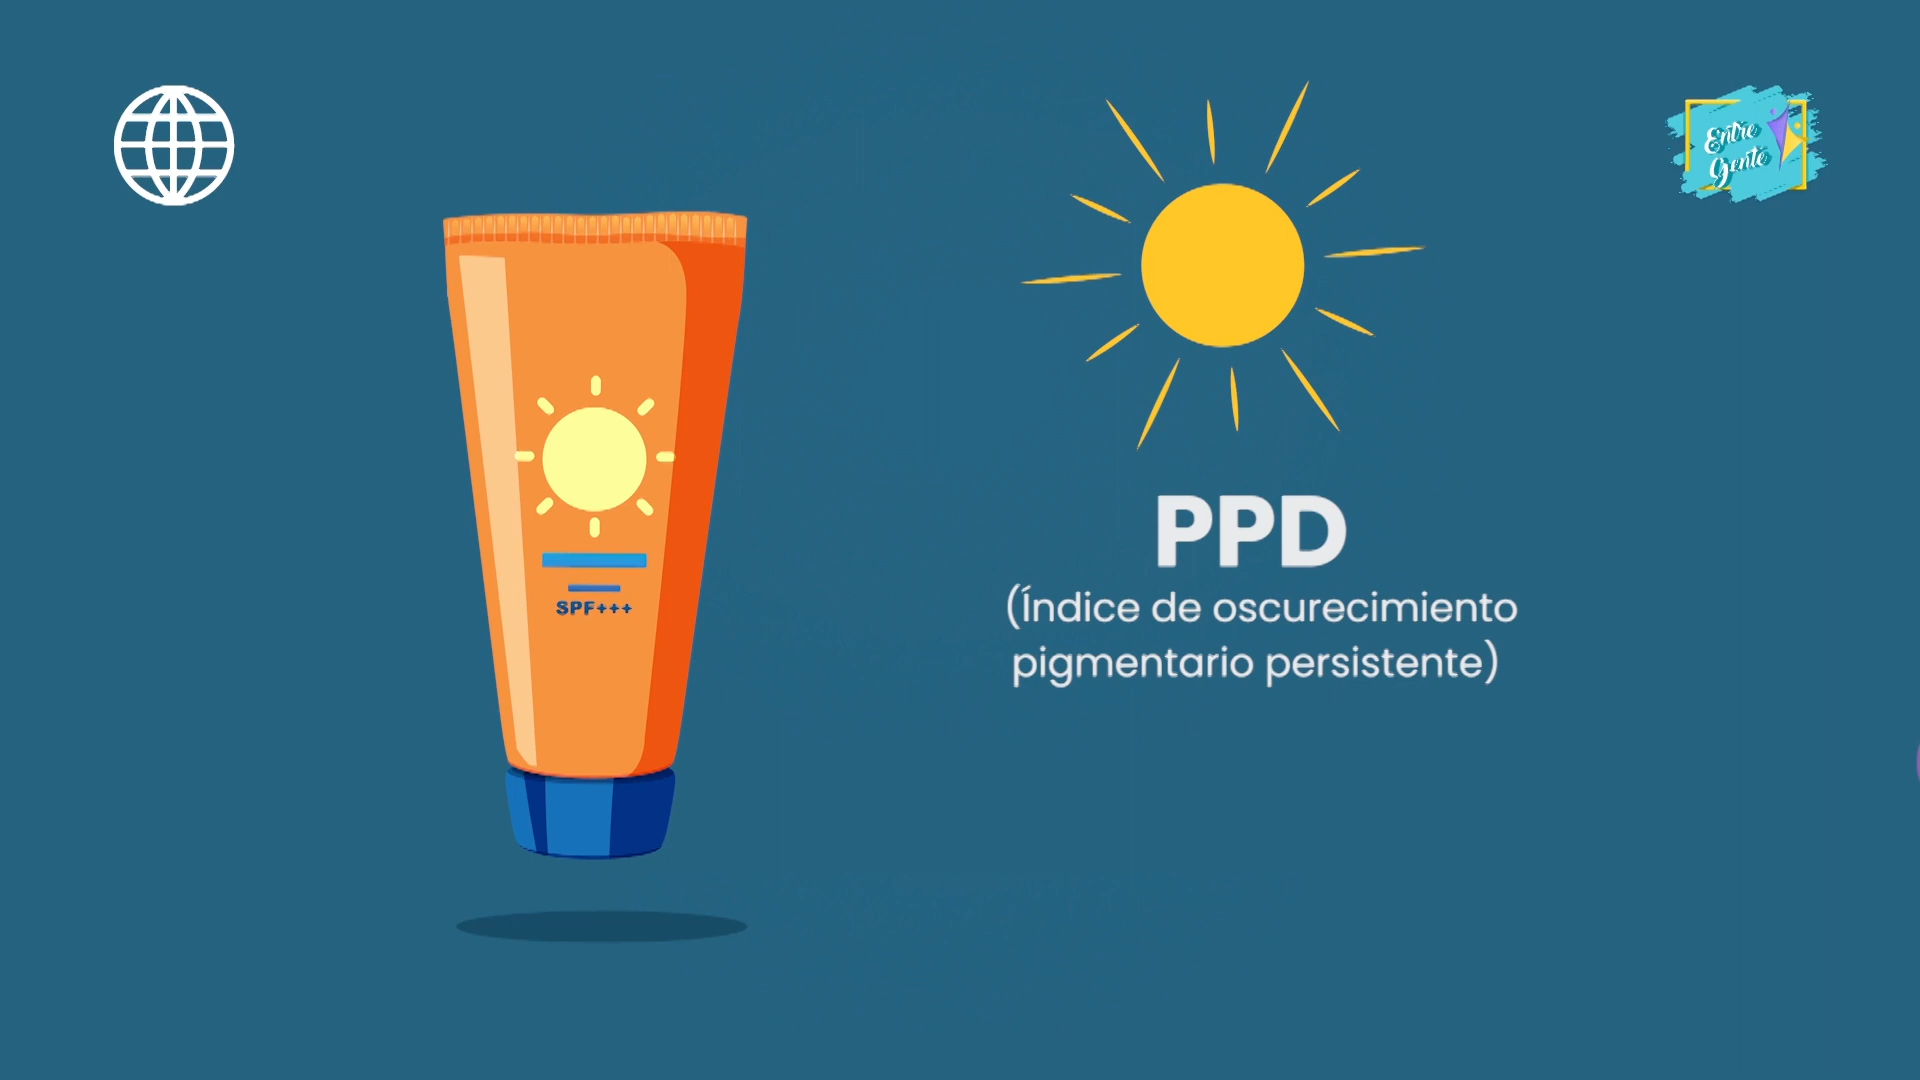 Entre
Gente
SPF+++
PPD
(Índice de oscurecimiento
pigmentario persistente)